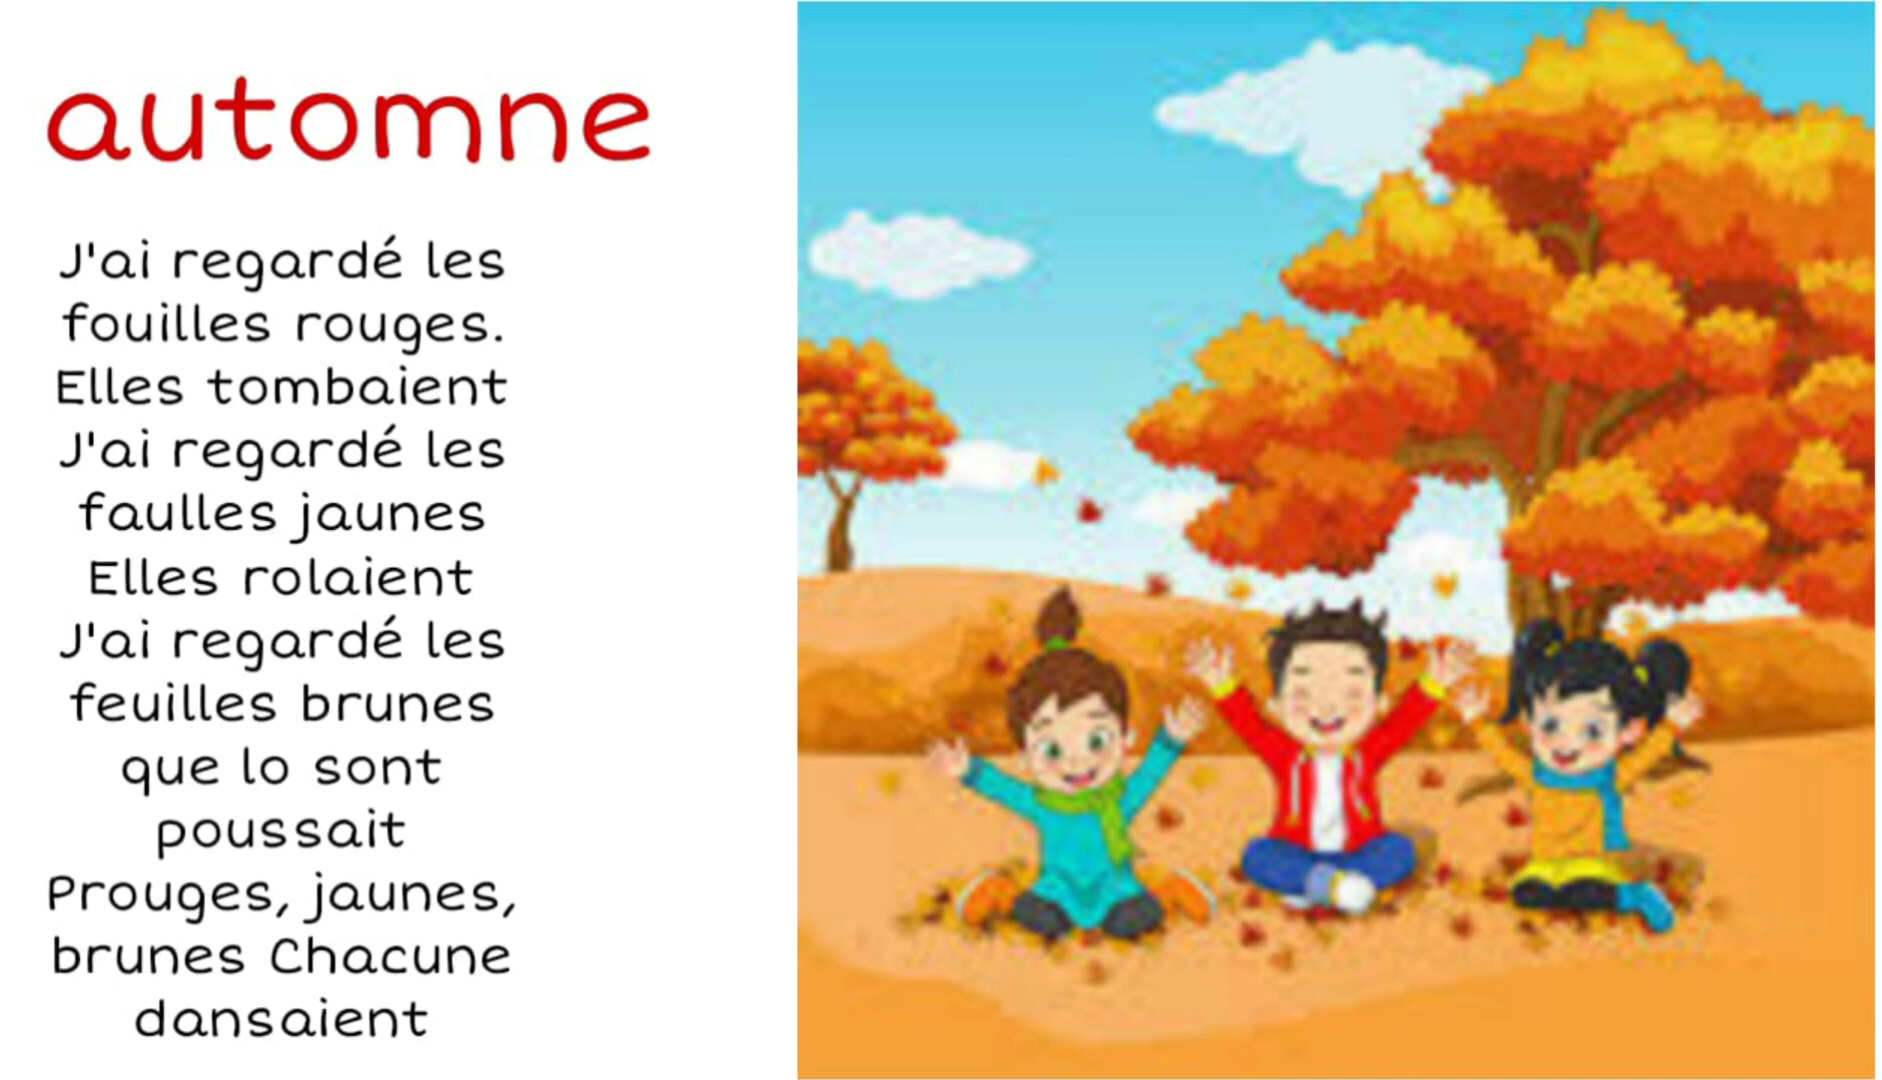 automne
J'ai regardé les
fouilles rouges.
Elles tombaient
J'ai regardé les
faulles jaunes
Elles rolaient
J'ai regardé les
feuilles brunes
que lo sont
poussait
Prouges, jaunes,
brunes Chacune
dansaient